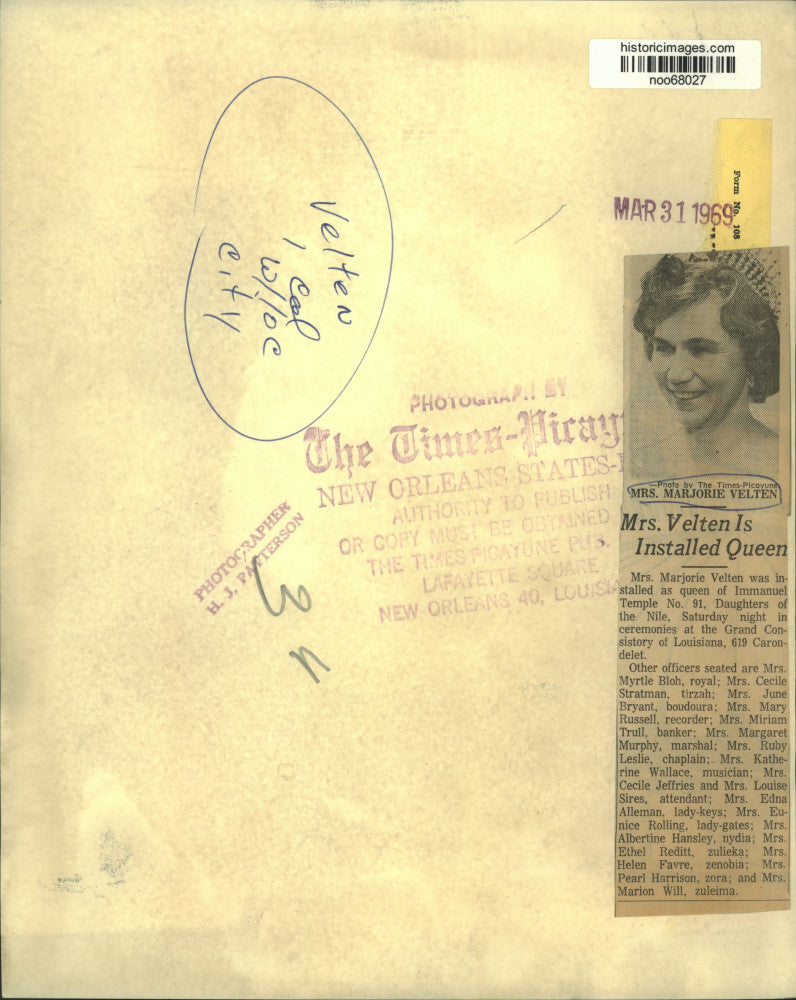 historicimages.com
noo68027
Form No. 108
MAR 31 1969
Velten
1 Col
w/loc
City
PHOTOGRAPH BY
The Times-Picay
NEW ORLEANS STATES-
AUTHORITY TO PUBLISH
OR COPY MUST BE OBTAINED
THE TIMES PICAYUNE PUB.
LAFAYETTE SQUARE
NEW ORLEANS 40, LOUISI
PHOTOGRAPHER
H. J. PATTERSON
3
—Photo by The Times-Picayune
MRS. MARJORIE VELTEN
Mrs. Velten Is
Installed Queen
Mrs. Marjorie Velten was in-
stalled as queen of Immanuel
Temple No. 91, Daughters of
the Nile, Saturday night in
ceremonies at the Grand Con-
sistory of Louisiana, 619 Caron-
delet.
Other officers seated are Mrs.
Myrtle Bloh, royal; Mrs. Cecile
Stratman, tirzah; Mrs. June
Bryant, boudoura; Mrs. Mary
Russell, recorder; Mrs. Miriam
Trull, banker; Mrs. Margaret
Murphy, marshal; Mrs. Ruby
Leslie, chaplain; Mrs. Kathe-
rine Wallace, musician; Mrs.
Cecile Jeffries and Mrs. Louise
Sires, attendant; Mrs. Edna
Alleman, lady-keys; Mrs. Eu-
nice Rolling, lady-gates; Mrs.
Albertine Hansley, nydia; Mrs.
Ethel Reditt, zulieka; Mrs.
Helen Favre, zenobia; Mrs.
Pearl Harrison, zora; and Mrs.
Marion Will, zuleima.